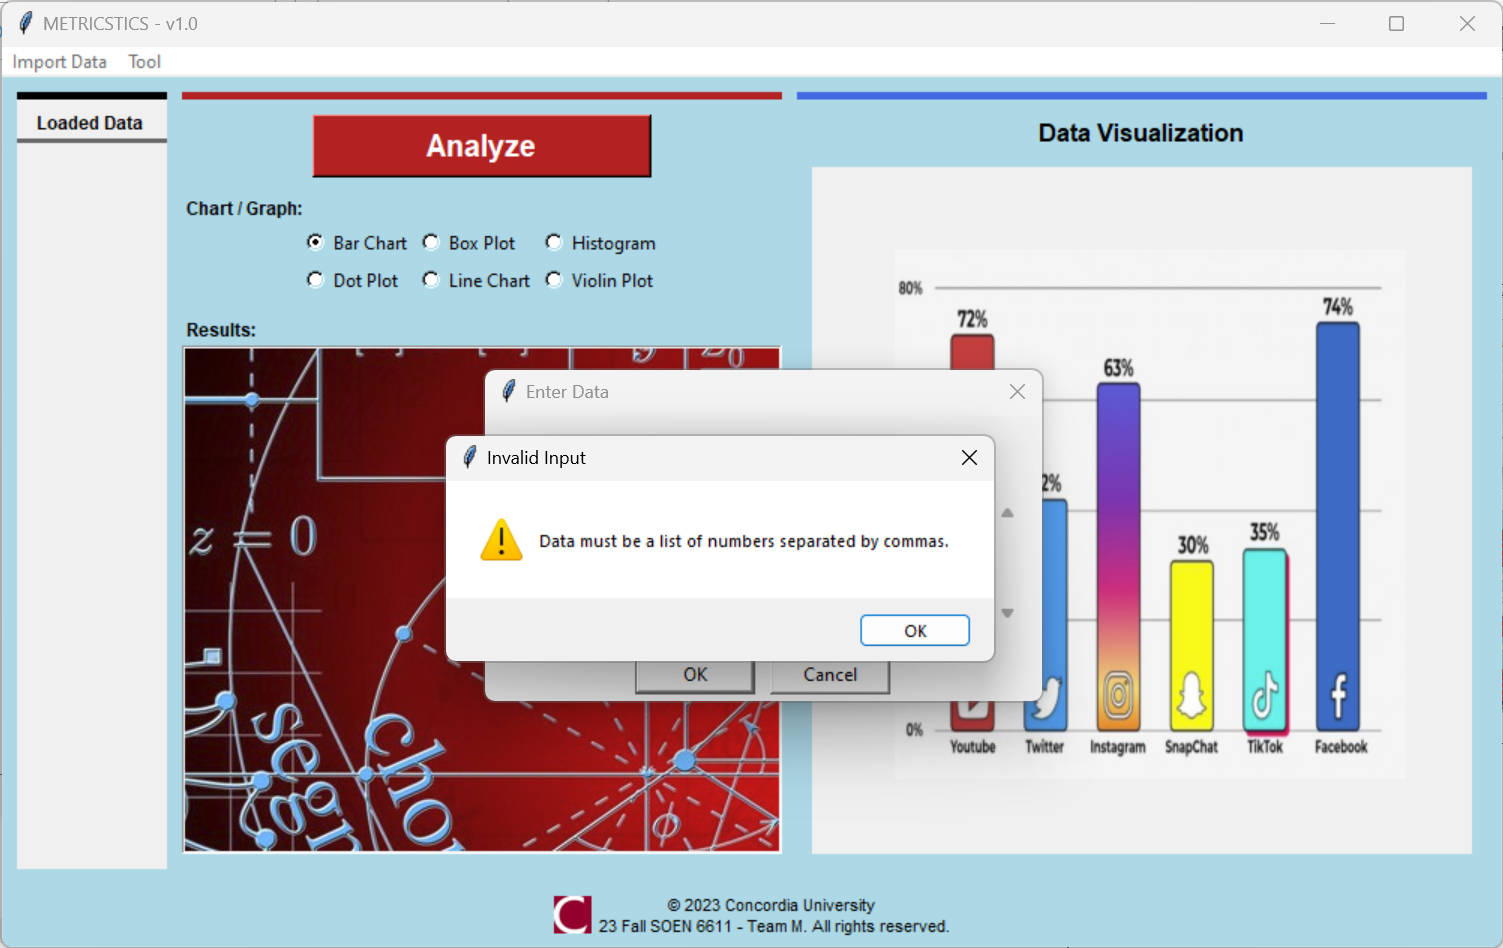 METRICSTICS - v1.0
Import Data Tool
Loaded Data
Analyze
Chart / Graph:
Bar Chart Box Plot Histogram
Dot Plot Line Chart Violin Plot
Results:
z = 0
segm
chor
ϕ
Enter Data
Invalid Input
Data must be a list of numbers separated by commas.
OK
OK Cancel
Data Visualization
80%
72%
2%
63%
30%
35%
74%
0%
Youtube Twitter Instagram SnapChat TikTok Facebook
© 2023 Concordia University
23 Fall SOEN 6611 - Team M. All rights reserved.